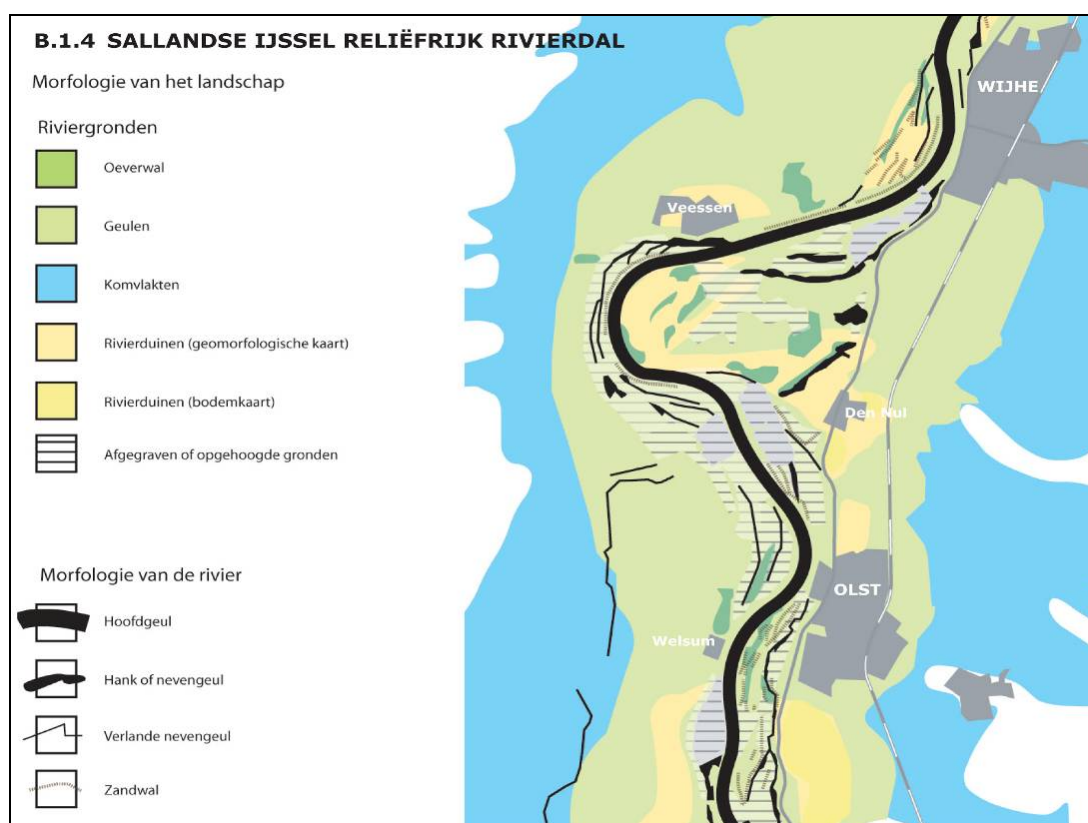 B.1.4 SALLANDSE IJSSEL RELIËFRIJK RIVIERDAL
Morfologie van het landschap
Riviergronden
Oeverwal
Geulen
Komvlakten
Rivierduinen (geomorfologische kaart)
Rivierduinen (bodemkaart)
Afgegraven of opgehoogde gronden
Morfologie van de rivier
Hoofdgeul
Hank of nevengeul
Verlande nevengeul
Zandwal
WIJHE
Veessen
Den Nul
OLST
Welsum